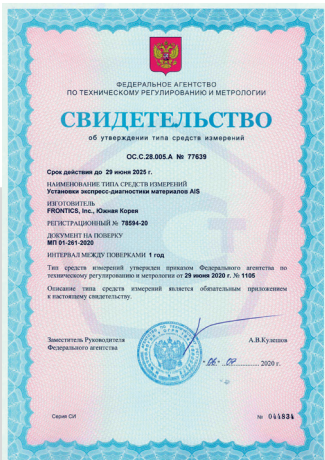 ФЕДЕРАЛЬНОЕ АГЕНТСТВО
ПО ТЕХНИЧЕСКОМУ РЕГУЛИРОВАНИЮ И МЕТРОЛОГИИ
СВИДЕТЕЛЬСТВО
об утверждении типа средств измерений
ОС.C.28.005.A № 77639
Срок действия до 29 июня 2025 г.
НАИМЕНОВАНИЕ ТИПА СРЕДСТВ ИЗМЕРЕНИЙ
Установки экспресс-диагностики материалов AIS
ИЗГОТОВИТЕЛЬ
FRONTICS, Inc., Южная Корея
РЕГИСТРАЦИОННЫЙ № 78594-20
ДОКУМЕНТ НА ПОВЕРКУ
МП 01-261-2020
ИНТЕРВАЛ МЕЖДУ ПОВЕРКАМИ 1 год
Тип средств измерений утвержден приказом Федерального агентства по
техническому регулированию и метрологии от 29 июня 2020 г. № 1105
Описание типа средств измерений является обязательным приложением
к настоящему свидетельству.
Заместитель Руководителя А.В.Кулешов
Федерального агентства
2020 г.
Серия СИ № 044834